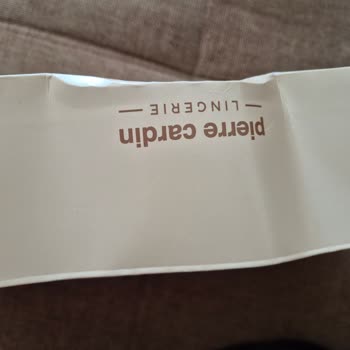 pierre cardin
— LINGERIE —